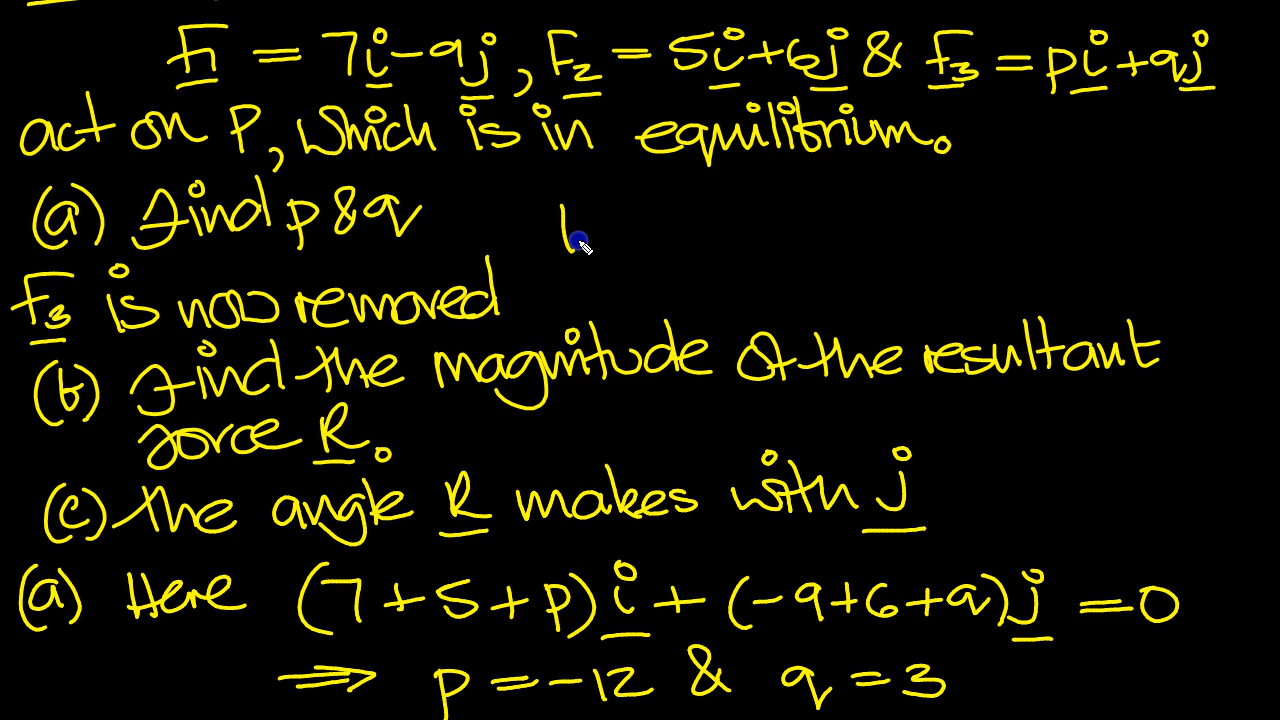 F1 = 7i - 9j, F2 = 5i + 6j & F3 = pi + qj
act on P, which is in equilibrium.
(a) find p & q
F3 is now removed
(b) find the magnitude of the resultant
force R.
(c) the angle R makes with j
(a) Here (7+5+p)i + (-9+6+q)j = 0
⇒ p = -12 & q = 3